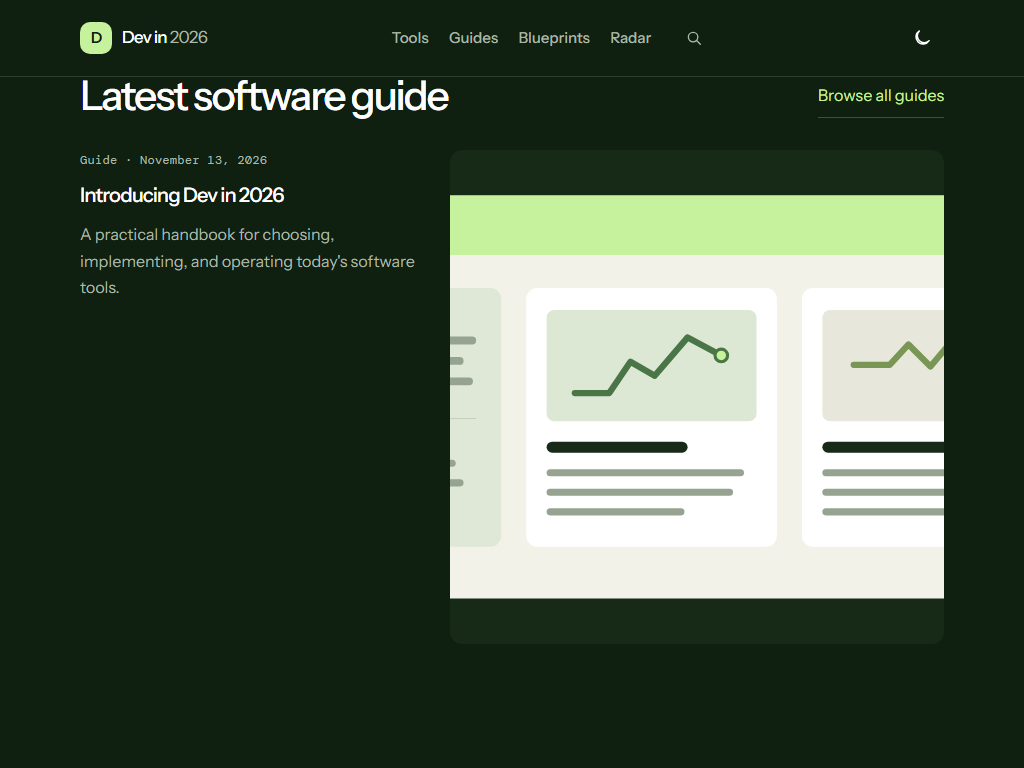 D Dev in 2026 Tools Guides Blueprints Radar
Latest software guide Browse all guides
Guide · November 13, 2026
Introducing Dev in 2026
A practical handbook for choosing,
implementing, and operating today's software
tools.